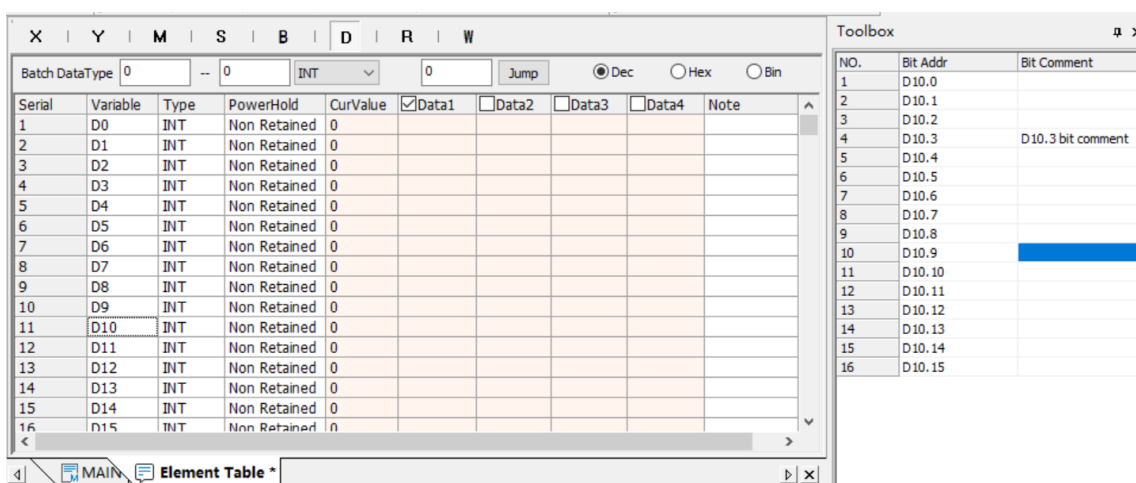 X | Y | M | S | B | D | R | W
Batch DataType 0 -- 0 INT 0 Jump Dec Hex Bin
Serial Variable Type PowerHold CurValue Data1 Data2 Data3 Data4 Note
1 D0 INT Non Retained 0
2 D1 INT Non Retained 0
3 D2 INT Non Retained 0
4 D3 INT Non Retained 0
5 D4 INT Non Retained 0
6 D5 INT Non Retained 0
7 D6 INT Non Retained 0
8 D7 INT Non Retained 0
9 D8 INT Non Retained 0
10 D9 INT Non Retained 0
11 D10 INT Non Retained 0
12 D11 INT Non Retained 0
13 D12 INT Non Retained 0
14 D13 INT Non Retained 0
15 D14 INT Non Retained 0
16 D15 INT Non Retained 0
MAIN Element Table *
Toolbox
NO. Bit Addr Bit Comment
1 D10.0
2 D10.1
3 D10.2
4 D10.3 D10.3 bit comment
5 D10.4
6 D10.5
7 D10.6
8 D10.7
9 D10.8
10 D10.9
11 D10.10
12 D10.11
13 D10.12
14 D10.13
15 D10.14
16 D10.15